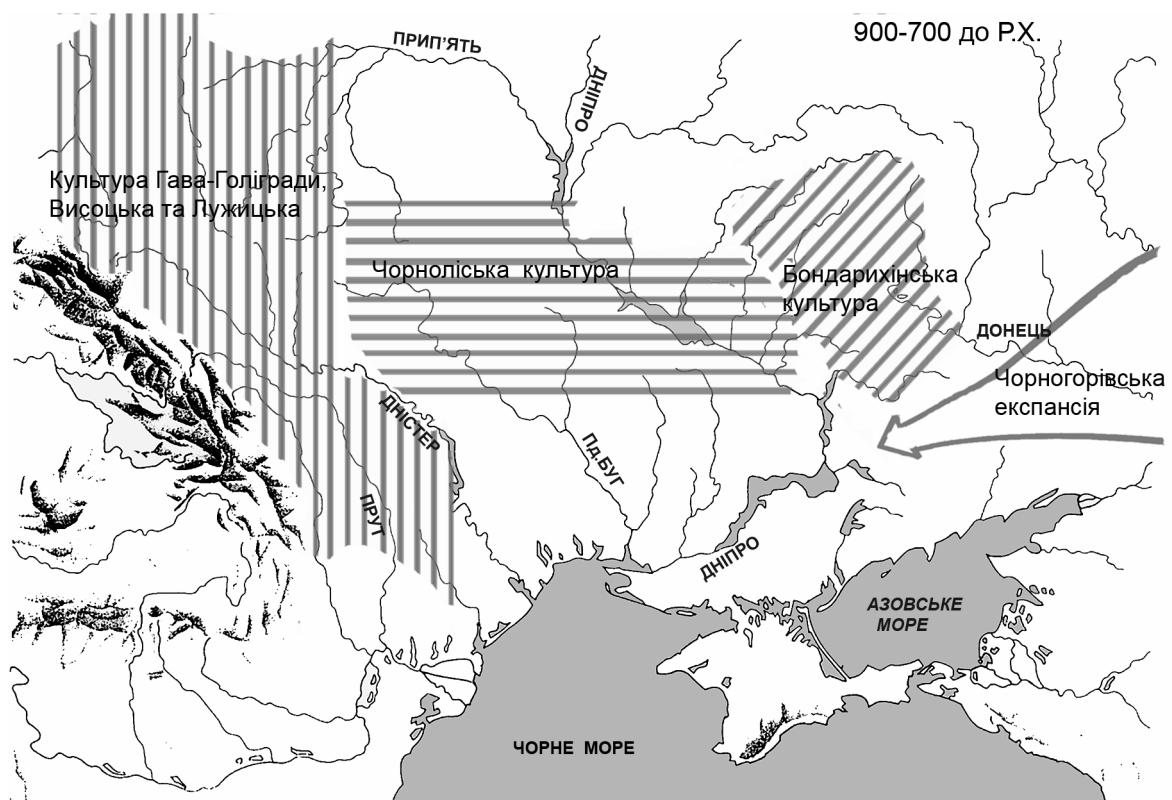 900-700 до Р.Х.
ПРИП'ЯТЬ
ДНІПРО
Культура Гава-Голігради,
Висоцька та Лужицька
Чорноліська культура
Бондарихінська
культура
ДОНЕЦЬ
Чорногорівська
експансія
ДНІСТЕР
Пд.БУГ
ПРУТ
ДНІПРО
АЗОВСЬКЕ
МОРЕ
ЧОРНЕ МОРЕ